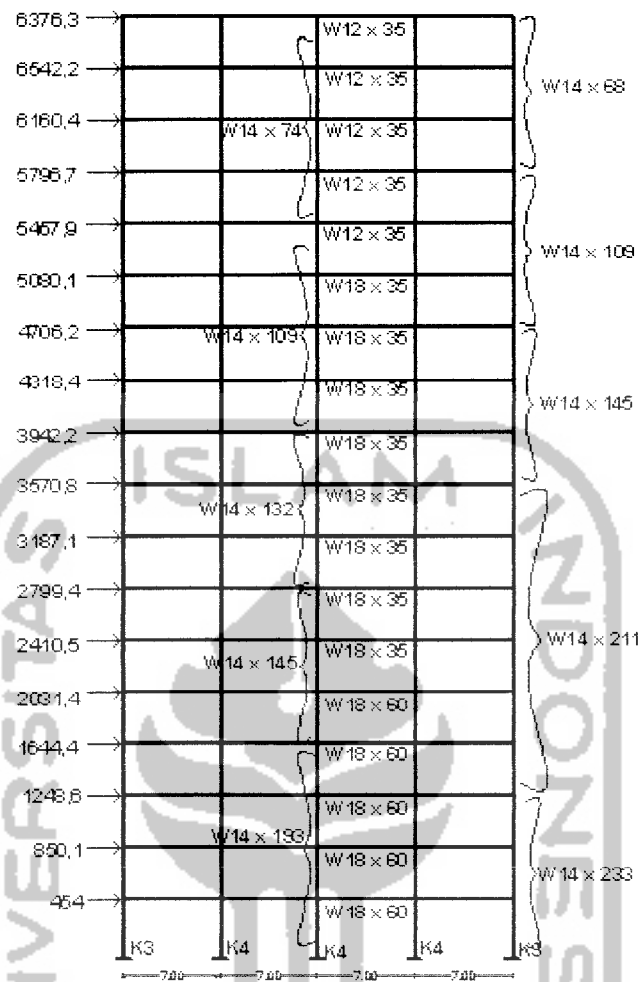 6376,3
W12 × 35
6542,2
W12 × 35
W14 × 68
6160,4
W14 × 74
W12 × 35
5796,7
W12 × 35
5467,9
W12 × 35
W14 × 109
5080,1
W18 × 35
4706,2
W14 × 109
W18 × 35
4318,4
W18 × 35
W14 × 145
3942,2
W18 × 35
ISLAM
3570,8
W18 × 35
W14 × 132
3187,1
W18 × 35
2799,4
W18 × 35
2410,5
W18 × 35
W14 × 211
W14 × 145
2031,4
W18 × 60
1644,4
W18 × 60
1248,8
W18 × 60
W14 × 193
850,1
W18 × 60
W14 × 233
454
W18 × 60
K3
K4
K4
K4
K3
7.00
7.00
7.00
7.00
UNIVERSITAS
INDONESIA